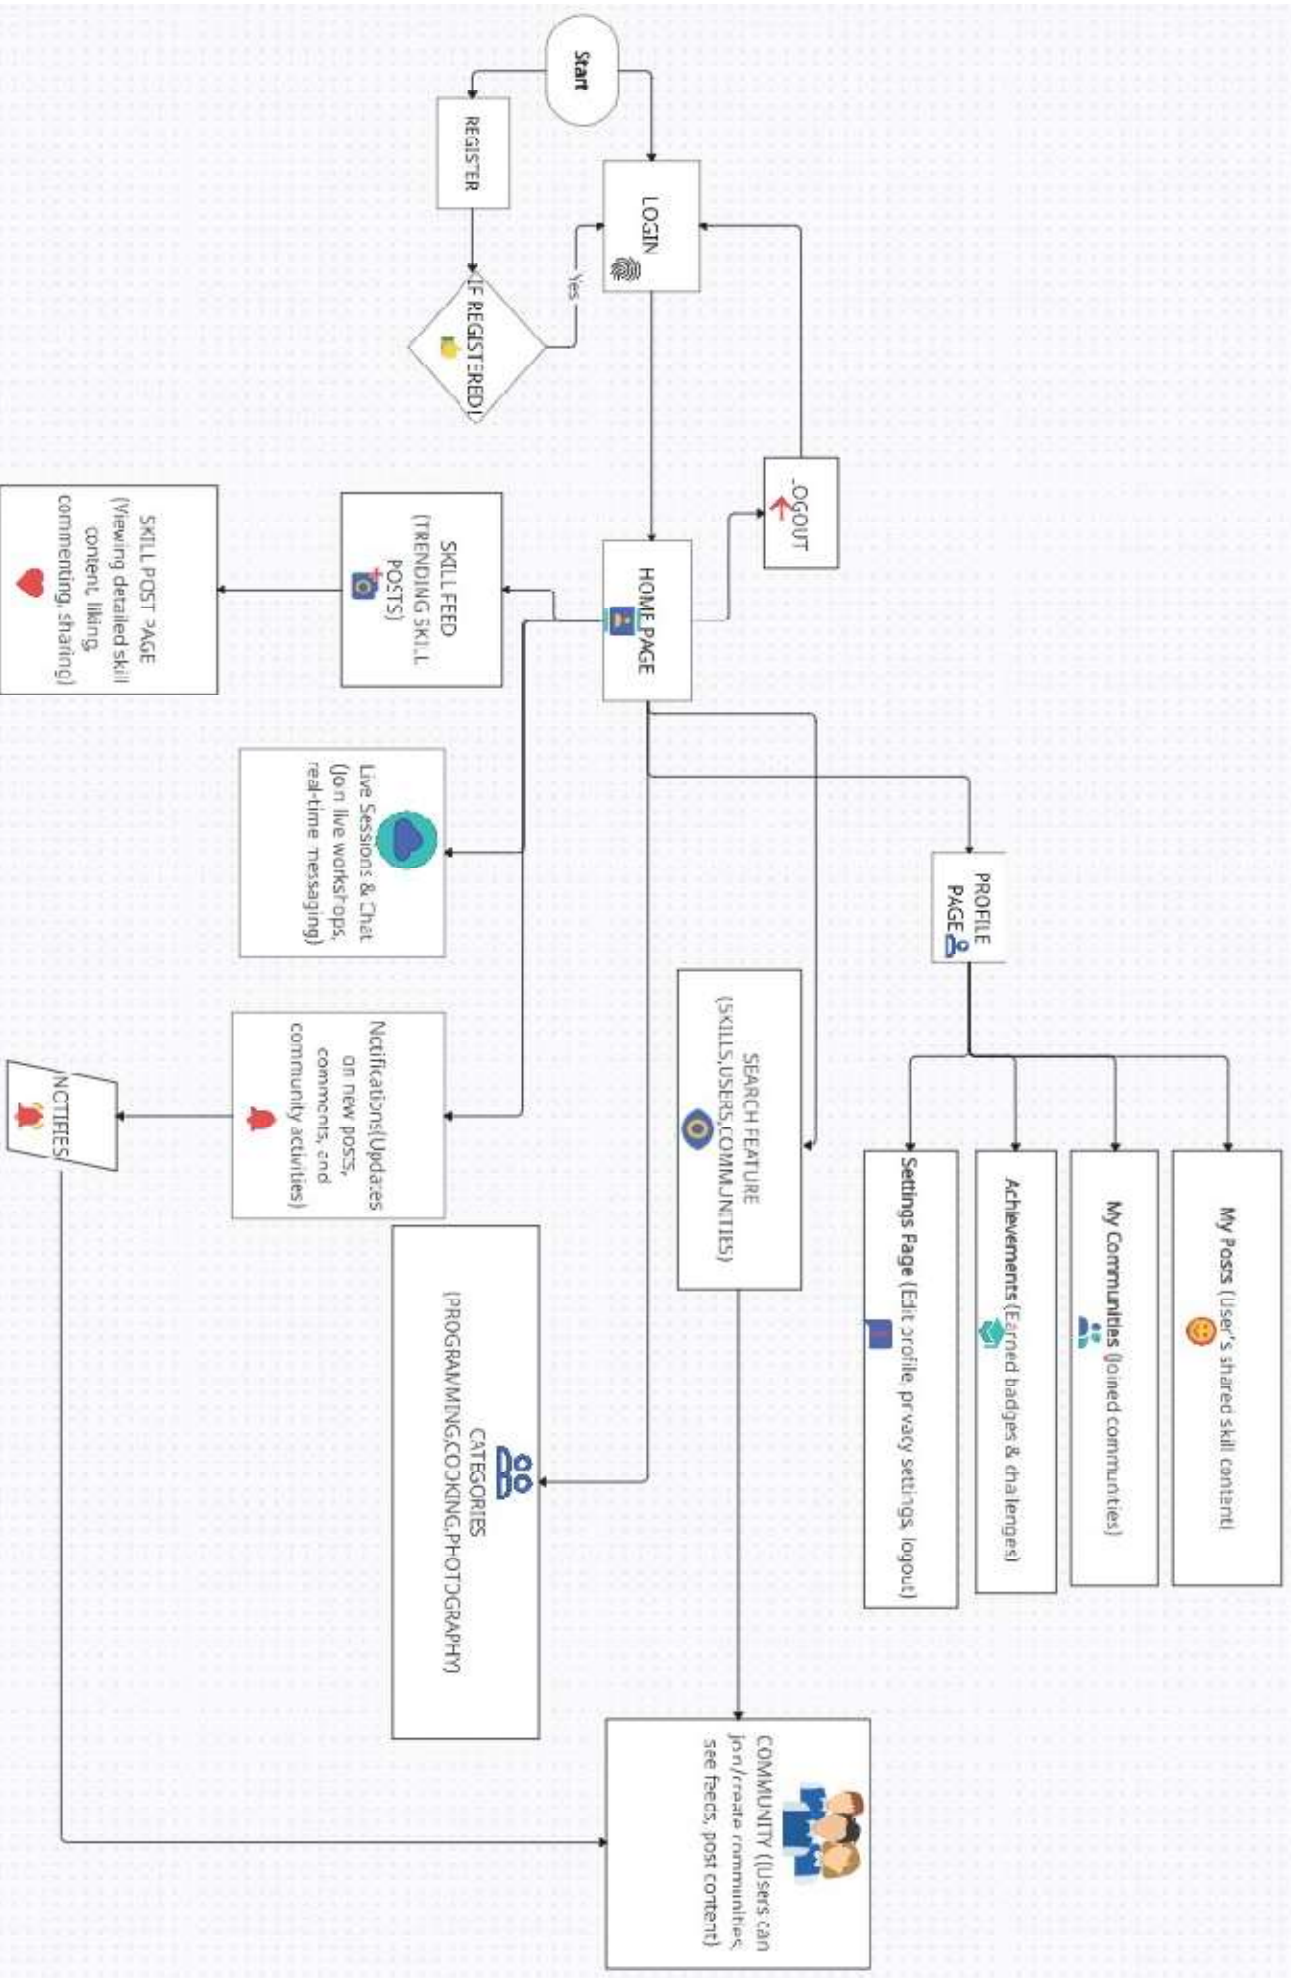 Start
REGISTER
LOGIN
IF REGISTERED!
Yes
LOGOUT
HOME PAGE
SKILL FEED
(TRENDING SKILL
POSTS)
SKILL POST PAGE
(Viewing detailed skill
content, liking,
commenting, sharing)
Live Sessions & Chat
(Join live workshops,
real-time messaging)
Notifications(Updates
on new posts,
comments, and
community activities)
NOTIFIES
PROFILE
PAGE
SEARCH FEATURE
(SKILLS,USERS,COMMUNITIES)
CATEGORIES
(PROGRAMMING,COOKING,PHOTOGRAPHY)
My Posts (User's shared skill content)
My Communities (Joined communities)
Achievements (Earned badges & challenges)
Settings Page (Edit profile, privacy settings, logout)
COMMUNITY ((Users can
join/create communities,
see feeds, post content)